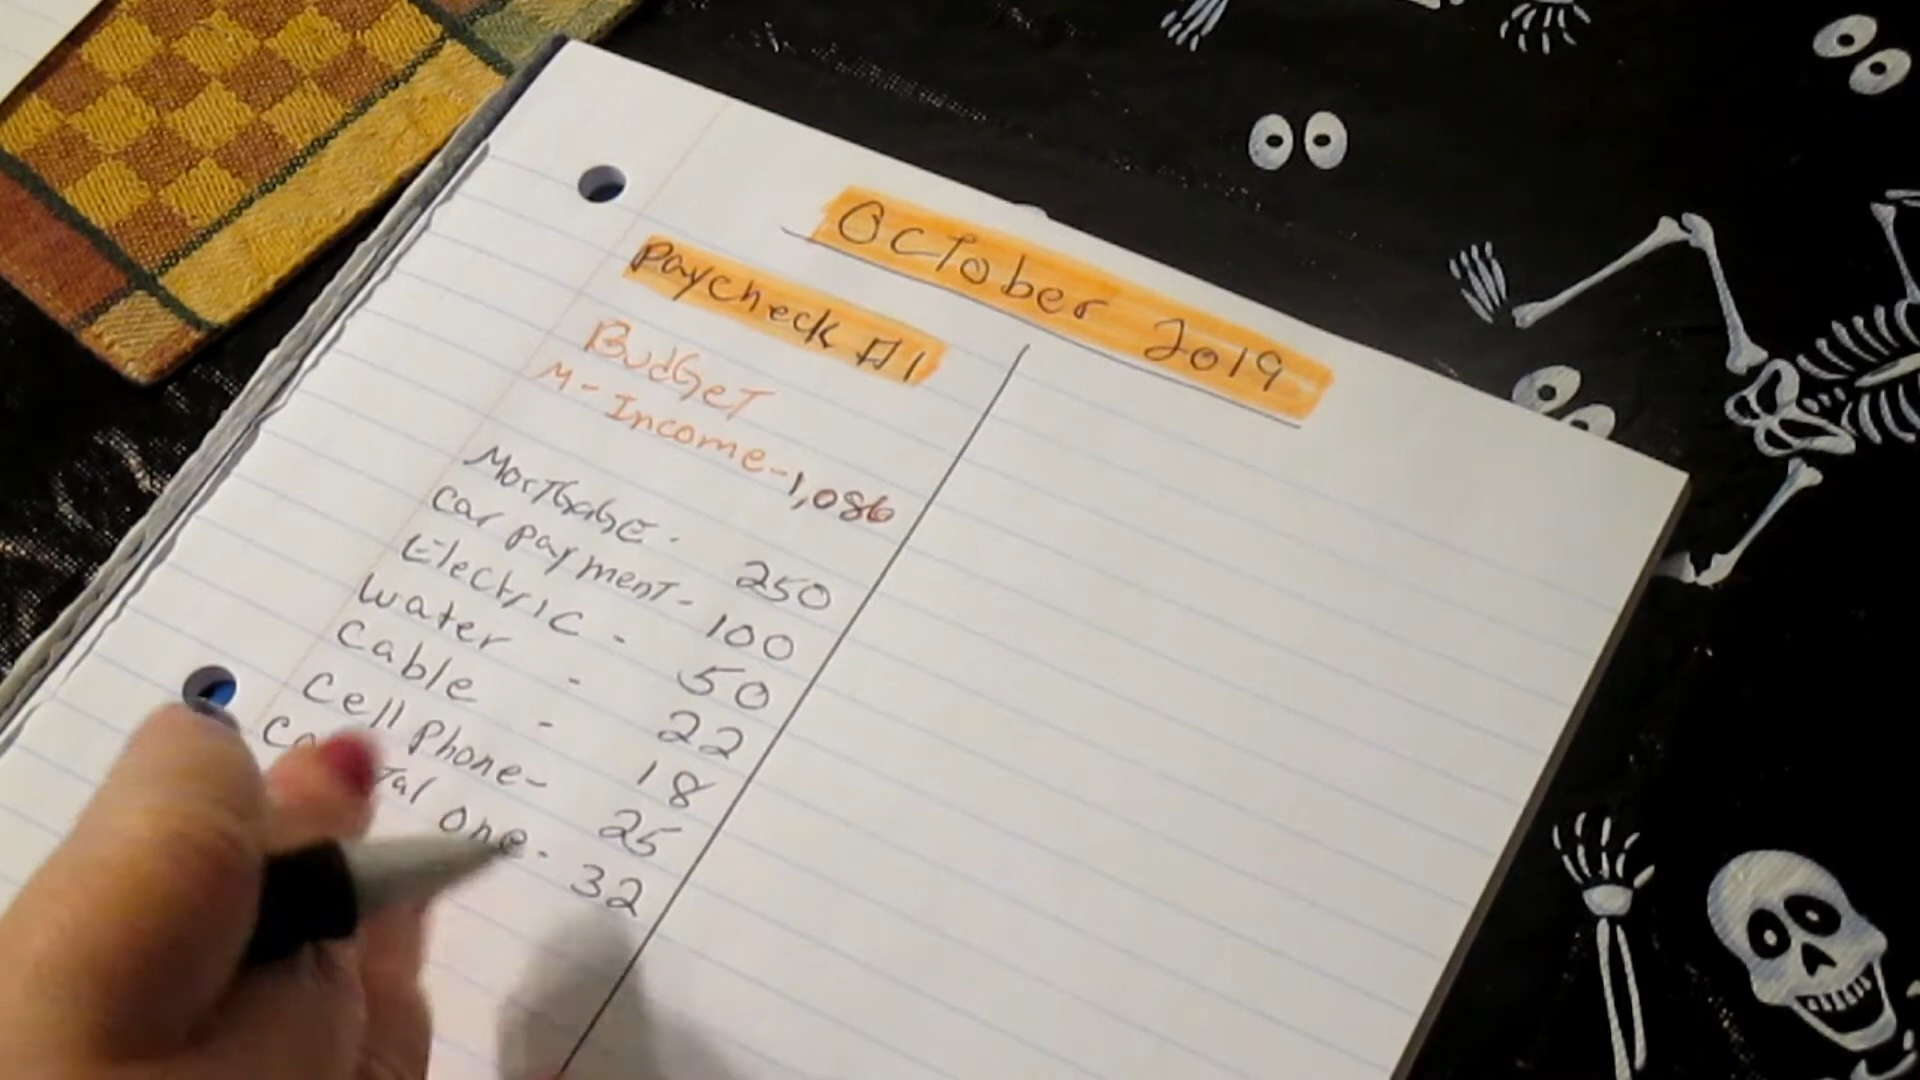 October 2019
Paycheck #1
Budget
M-Income-1,086
Mortgage - 250
Car payment - 100
Electric - 50
Water - 22
Cable - 18
Cell Phone - 25
One - 32